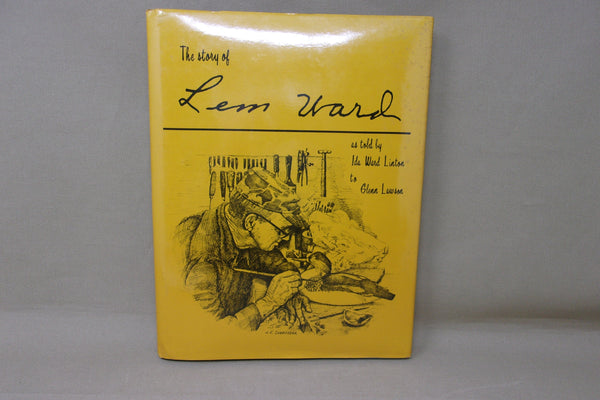 The story of
Lem Ward
as told by
Ida Ward Linton
to
Glenn Lawson